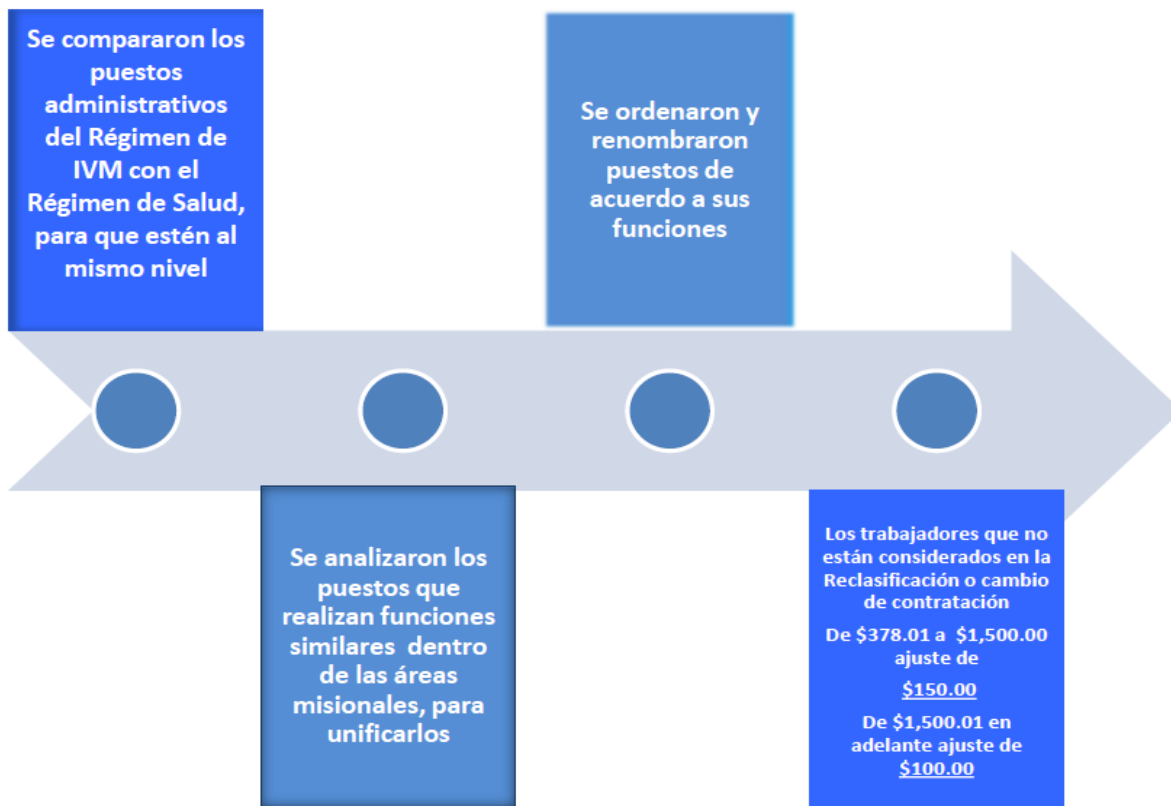 Se compararon los
puestos
administrativos
del Régimen de
IVM con el
Régimen de Salud,
para que estén al
mismo nivel
Se analizaron los
puestos que
realizan funciones
similares dentro
de las áreas
misionales, para
unificarlos
Se ordenaron y
renombraron
puestos de
acuerdo a sus
funciones
Los trabajadores que no
están considerados en la
Reclasificación o cambio
de contratación
De $378.01 a $1,500.00
ajuste de
$150.00
De $1,500.01 en
adelante ajuste de
$100.00